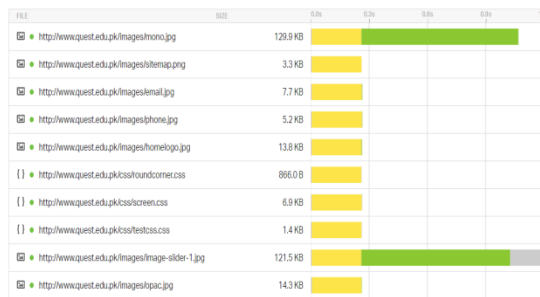 FILE SIZE 0.0s 0.3s 0.6s 0.9s
http://www.quest.edu.pk/images/mono.jpg 129.9 KB
http://www.quest.edu.pk/images/sitemap.png 3.3 KB
http://www.quest.edu.pk/images/email.jpg 7.7 KB
http://www.quest.edu.pk/images/phone.jpg 5.2 KB
http://www.quest.edu.pk/images/homelogo.jpg 13.8 KB
{ } http://www.quest.edu.pk/css/roundcorner.css 866.0 B
{ } http://www.quest.edu.pk/css/screen.css 6.9 KB
{ } http://www.quest.edu.pk/css/testcss.css 1.4 KB
http://www.quest.edu.pk/images/image-slider-1.jpg 121.5 KB
http://www.quest.edu.pk/images/opac.jpg 14.3 KB